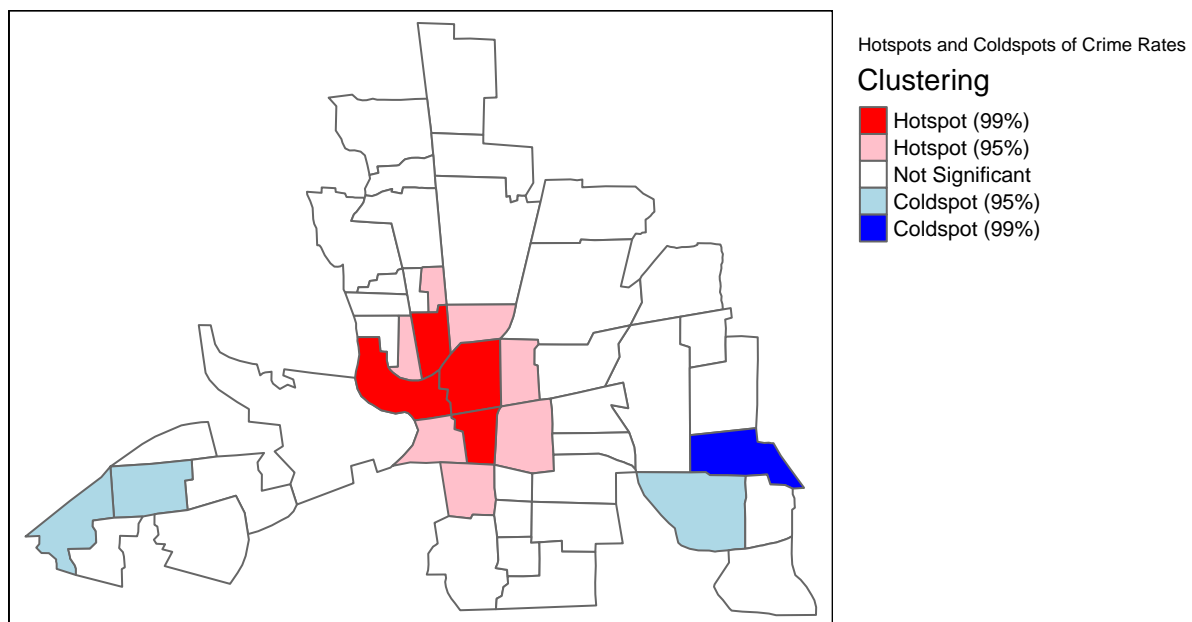 Hotspots and Coldspots of Crime Rates
Clustering
Hotspot (99%)
Hotspot (95%)
Not Significant
Coldspot (95%)
Coldspot (99%)